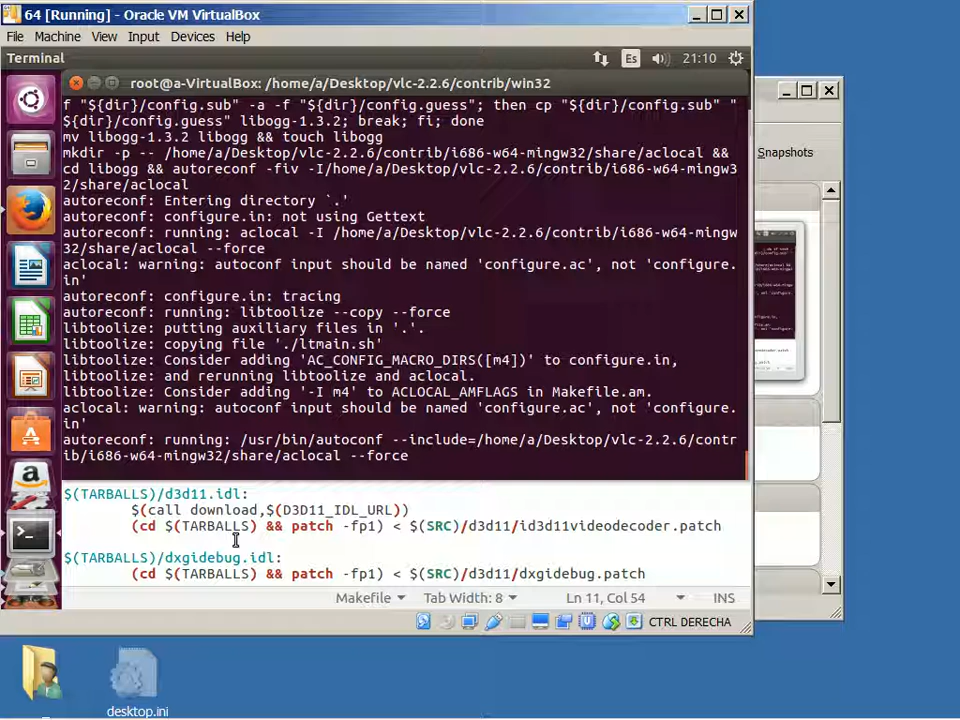 64 [Running] - Oracle VM VirtualBox
File Machine View Input Devices Help
Terminal Es 21:10
root@a-VirtualBox: /home/a/Desktop/vlc-2.2.6/contrib/win32
f "${dir}/config.sub" -a -f "${dir}/config.guess"; then cp "${dir}/config.sub" "
${dir}/config.guess" libogg-1.3.2; break; fi; done
mv libogg-1.3.2 libogg && touch libogg
mkdir -p -- /home/a/Desktop/vlc-2.2.6/contrib/i686-w64-mingw32/share/aclocal &&
cd libogg && autoreconf -fiv -I/home/a/Desktop/vlc-2.2.6/contrib/i686-w64-mingw3
2/share/aclocal
autoreconf: Entering directory `.'
autoreconf: configure.in: not using Gettext
autoreconf: running: aclocal -I /home/a/Desktop/vlc-2.2.6/contrib/i686-w64-mingw
32/share/aclocal --force
aclocal: warning: autoconf input should be named 'configure.ac', not 'configure.
in'
autoreconf: configure.in: tracing
autoreconf: running: libtoolize --copy --force
libtoolize: putting auxiliary files in '.'.
libtoolize: copying file './ltmain.sh'
libtoolize: Consider adding 'AC_CONFIG_MACRO_DIRS([m4])' to configure.in,
libtoolize: and rerunning libtoolize and aclocal.
libtoolize: Consider adding '-I m4' to ACLOCAL_AMFLAGS in Makefile.am.
aclocal: warning: autoconf input should be named 'configure.ac', not 'configure.
in'
autoreconf: running: /usr/bin/autoconf --include=/home/a/Desktop/vlc-2.2.6/contr
ib/i686-w64-mingw32/share/aclocal --force
$(TARBALLS)/d3d11.idl:
$(call download,$(D3D11_IDL_URL))
(cd $(TARBALLS) && patch -fp1) < $(SRC)/d3d11/id3d11videodecoder.patch
$(TARBALLS)/dxgidebug.idl:
(cd $(TARBALLS) && patch -fp1) < $(SRC)/d3d11/dxgidebug.patch
Makefile Tab Width: 8 Ln 11, Col 54 INS
CTRL DERECHA
Snapshots
desktop.ini